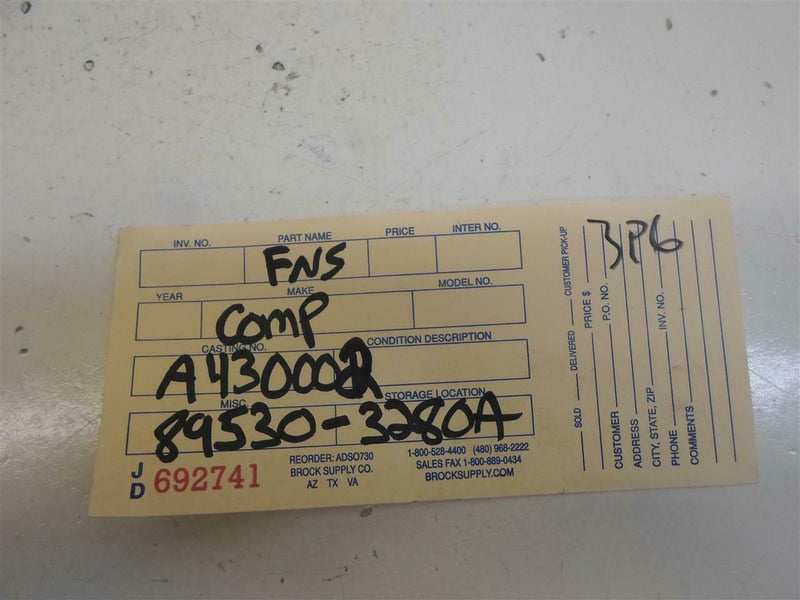 INV. NO. PART NAME PRICE INTER NO.
FNS
YEAR MAKE MODEL NO.
COMP
CASTING NO. CONDITION DESCRIPTION
MISC. STORAGE LOCATION
89530-3280A
J D 692741
REORDER: ADSO730
BROCK SUPPLY CO.
AZ TX VA
1-800-528-4400 (480) 968-2222
SALES FAX 1-800-889-0434
BROCKSUPPLY.COM
SOLD DELIVERED CUSTOMER PICK-UP
PRICE $
P.O. NO.
3P6
CUSTOMER
ADDRESS
CITY, STATE, ZIP
PHONE INV. NO.
COMMENTS